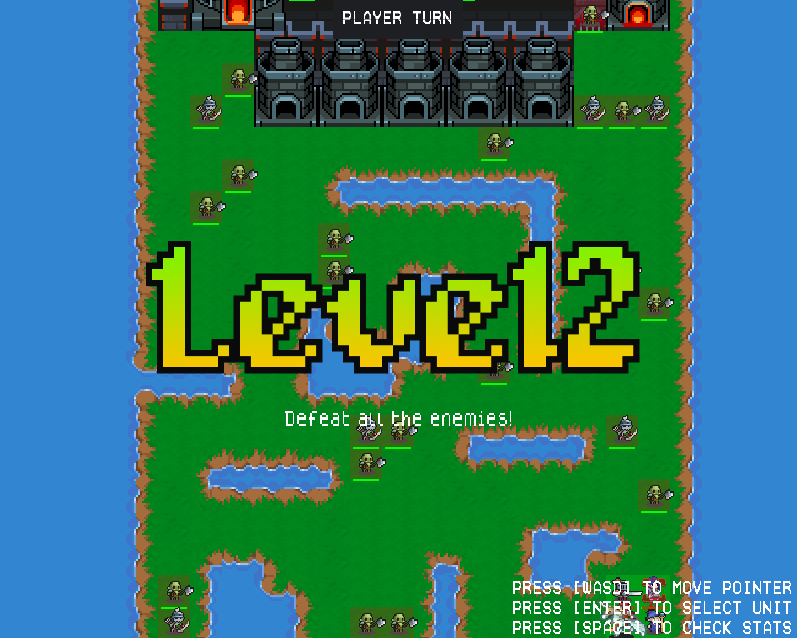 PLAYER TURN
Level2
Defeat all the enemies!
PRESS [WASD] TO MOVE POINTER
PRESS [ENTER] TO SELECT UNIT
PRESS [SPACE] TO CHECK STATS